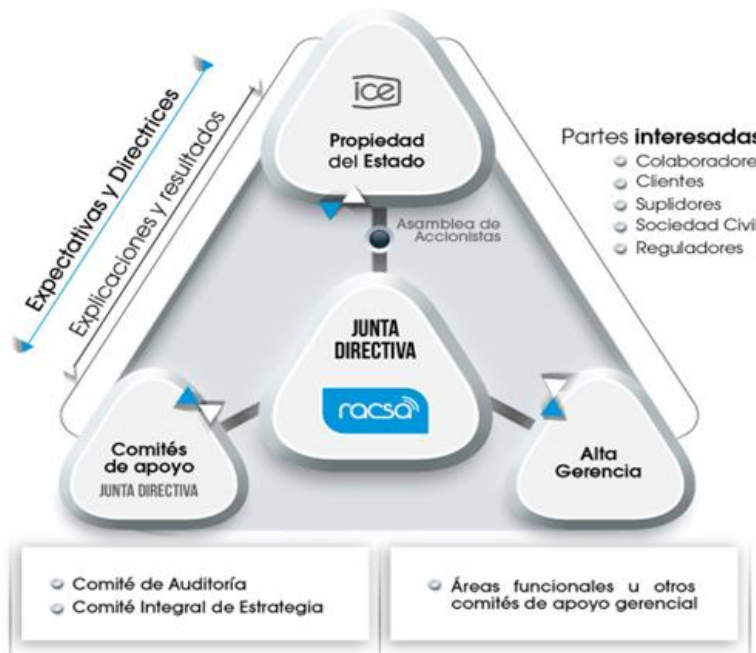 ice
Propiedad
del Estado
Expectativas y Directrices
Explicaciones y resultados
Partes interesadas
Colaboradore
Clientes
Suplidores
Sociedad Civil
Reguladores
Asamblea de
Accionistas
JUNTA
DIRECTIVA
racsa
Comités
de apoyo
JUNTA DIRECTIVA
Alta
Gerencia
Comité de Auditoría
Comité Integral de Estrategia
Áreas funcionales u otros
comités de apoyo gerencial